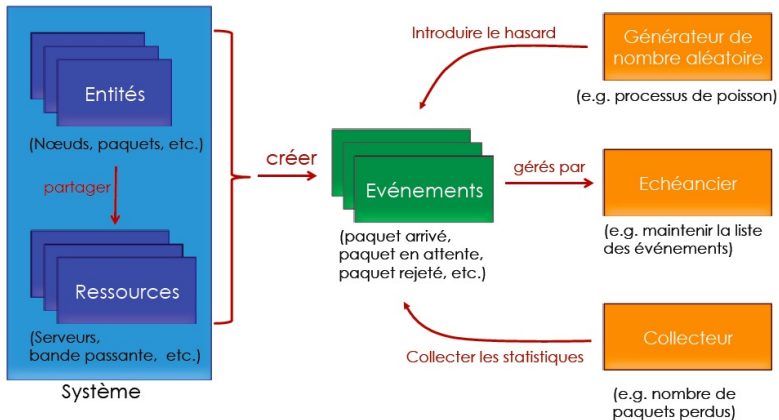 Entités
(Nœuds, paquets, etc.)
partager
Ressources
(Serveurs,
bande passante, etc.)
Système
créer
Introduire le hasard
Evénements
(paquet arrivé,
paquet en attente,
paquet rejeté, etc.)
gérés par
Collecter les statistiques
Générateur de
nombre aléatoire
(e.g. processus de poisson)
Echéancier
(e.g. maintenir la liste
des événements)
Collecteur
(e.g. nombre de
paquets perdus)